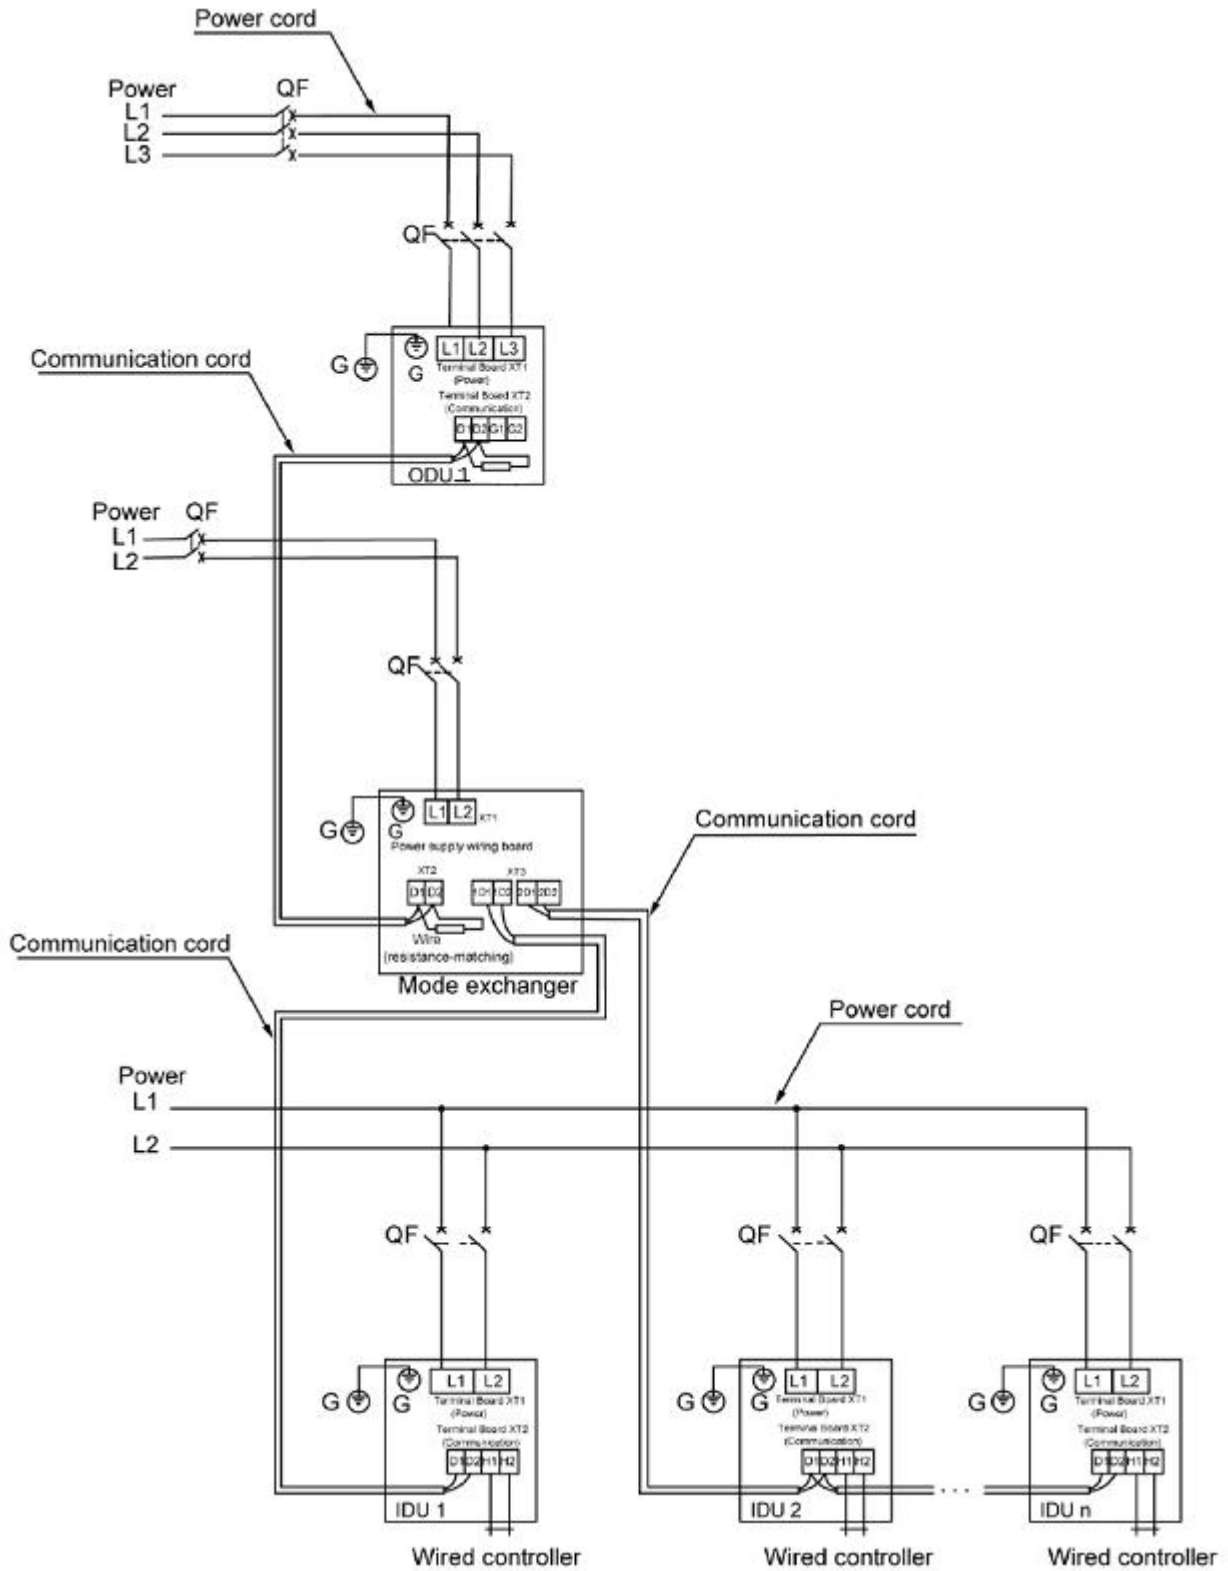 Power cord
Power
QF
L1
L2
L3
QF
G
G
L1 L2 L3
Terminal Board XT1
(Power)
Terminal Board XT2
(Communication)
D1 D2 G1 G2
ODU 1
Communication cord
Power QF
L1
L2
QF
G
G
L1 L2 XT1
Power supply wiring board
XT2 XT3
D1 D2 1D1 1D2 2D1 2D2
Wire
(resistance-matching)
Mode exchanger
Communication cord
Communication cord
Power cord
Power
L1
L2
QF QF QF
G
G
L1 L2
Terminal Board XT1
(Power)
Terminal Board XT2
(Communication)
D1 D2 H1 H2
IDU 1
Wired controller
G
G
L1 L2
Terminal Board XT1
(Power)
Terminal Board XT2
(Communication)
D1 D2 H1 H2
IDU 2
Wired controller
...
G
G
L1 L2
Terminal Board XT1
(Power)
Terminal Board XT2
(Communication)
D1 D2 H1 H2
IDU n
Wired controller